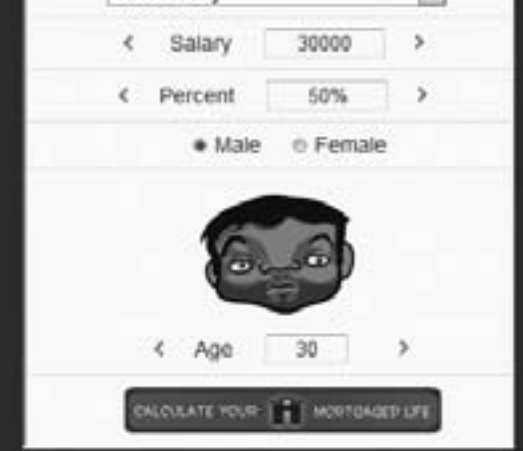 < Salary 30000 >
< Percent 50% >
Male Female
< Age 30 >
CALCULATE YOUR MORTGAGED LIFE